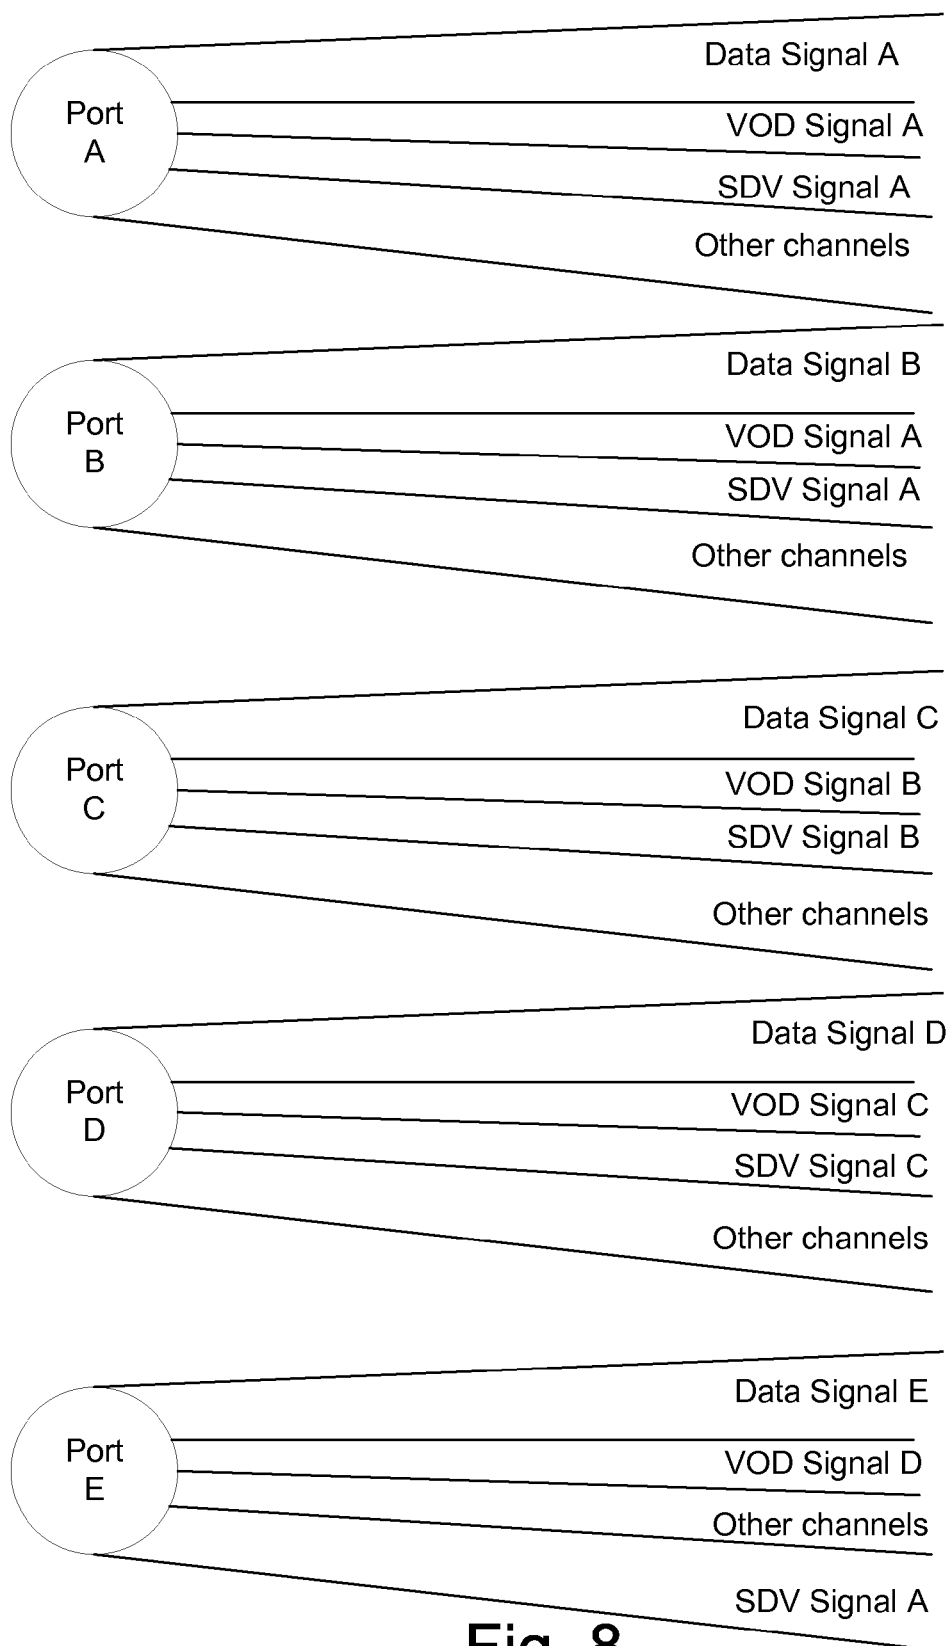 Port
A
Data Signal A
VOD Signal A
SDV Signal A
Other channels
Port
B
Data Signal B
VOD Signal A
SDV Signal A
Other channels
Port
C
Data Signal C
VOD Signal B
SDV Signal B
Other channels
Port
D
Data Signal D
VOD Signal C
SDV Signal C
Other channels
Port
E
Data Signal E
VOD Signal D
Other channels
SDV Signal A
Fig. 8